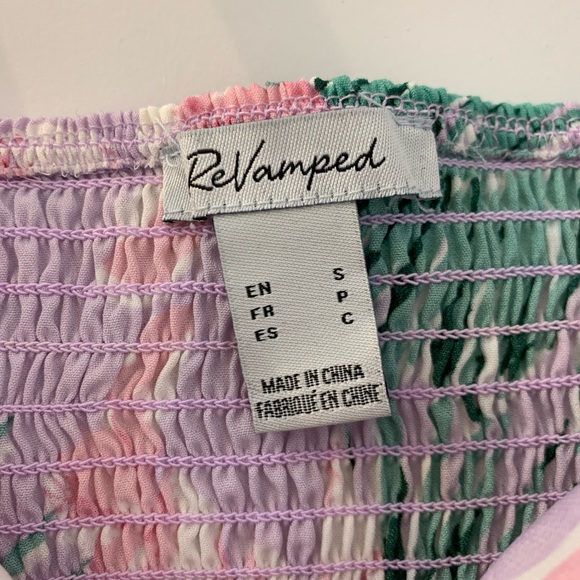 ReVamped
EN S
FR P
ES C
MADE IN CHINA
FABRIQUÉ EN CHINE